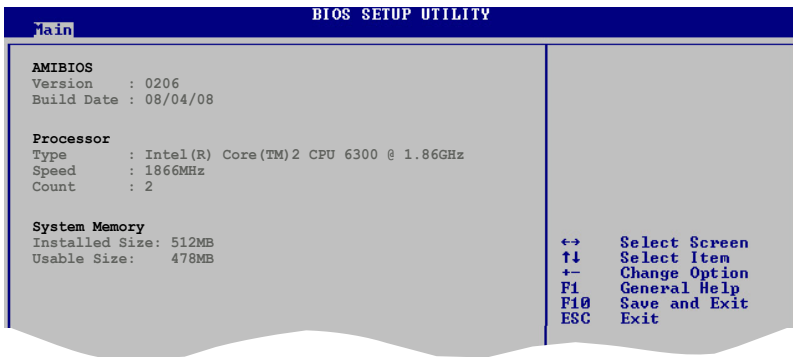 BIOS SETUP UTILITY
Main
AMIBIOS
Version : 0206
Build Date : 08/04/08
Processor
Type : Intel(R) Core(TM)2 CPU 6300 @ 1.86GHz
Speed : 1866MHz
Count : 2
System Memory
Installed Size: 512MB
Usable Size: 478MB
←→ Select Screen
↑↓ Select Item
+- Change Option
F1 General Help
F10 Save and Exit
ESC Exit